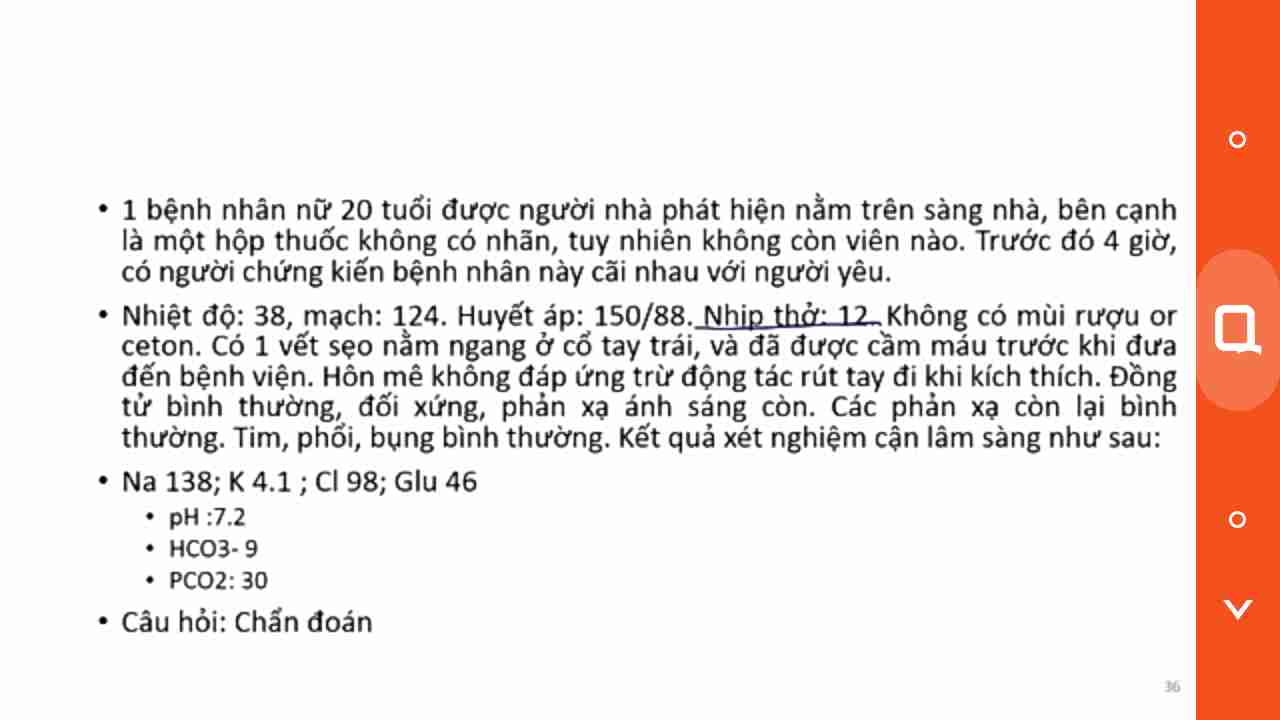 • 1 bệnh nhân nữ 20 tuổi được người nhà phát hiện nằm trên sàng nhà, bên cạnh
là một hộp thuốc không có nhãn, tuy nhiên không còn viên nào. Trước đó 4 giờ,
có người chứng kiến bệnh nhân này cãi nhau với người yêu.
• Nhiệt độ: 38, mạch: 124. Huyết áp: 150/88. Nhịp thở: 12. Không có mùi rượu or
ceton. Có 1 vết sẹo nằm ngang ở cổ tay trái, và đã được cầm máu trước khi đưa
đến bệnh viện. Hôn mê không đáp ứng trừ động tác rút tay đi khi kích thích. Đồng
tử bình thường, đối xứng, phản xạ ánh sáng còn. Các phản xạ còn lại bình
thường. Tim, phổi, bụng bình thường. Kết quả xét nghiệm cận lâm sàng như sau:
• Na 138; K 4.1 ; Cl 98; Glu 46
• pH :7.2
• HCO3- 9
• PCO2: 30
• Câu hỏi: Chẩn đoán
36